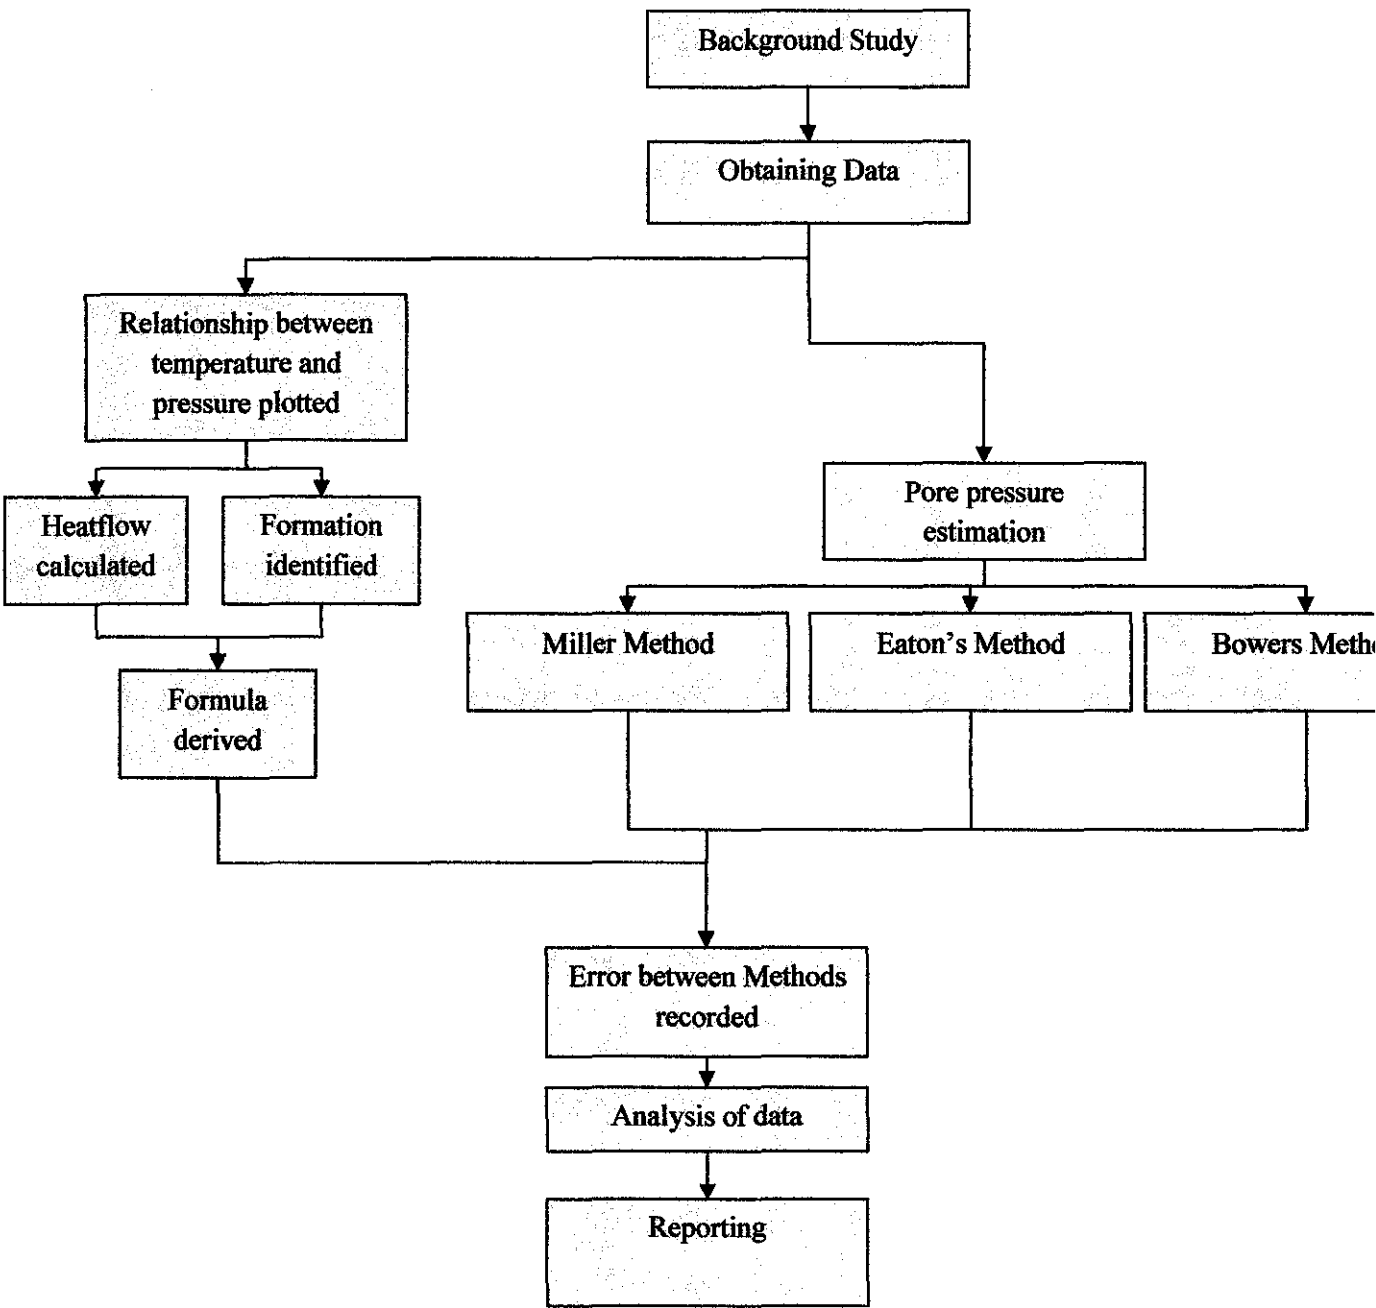 Background Study
Obtaining Data
Relationship between
temperature and
pressure plotted
Heatflow
calculated
Formation
identified
Formula
derived
Pore pressure
estimation
Miller Method
Eaton's Method
Bowers
Error between Methods
recorded
Analysis of data
Reporting